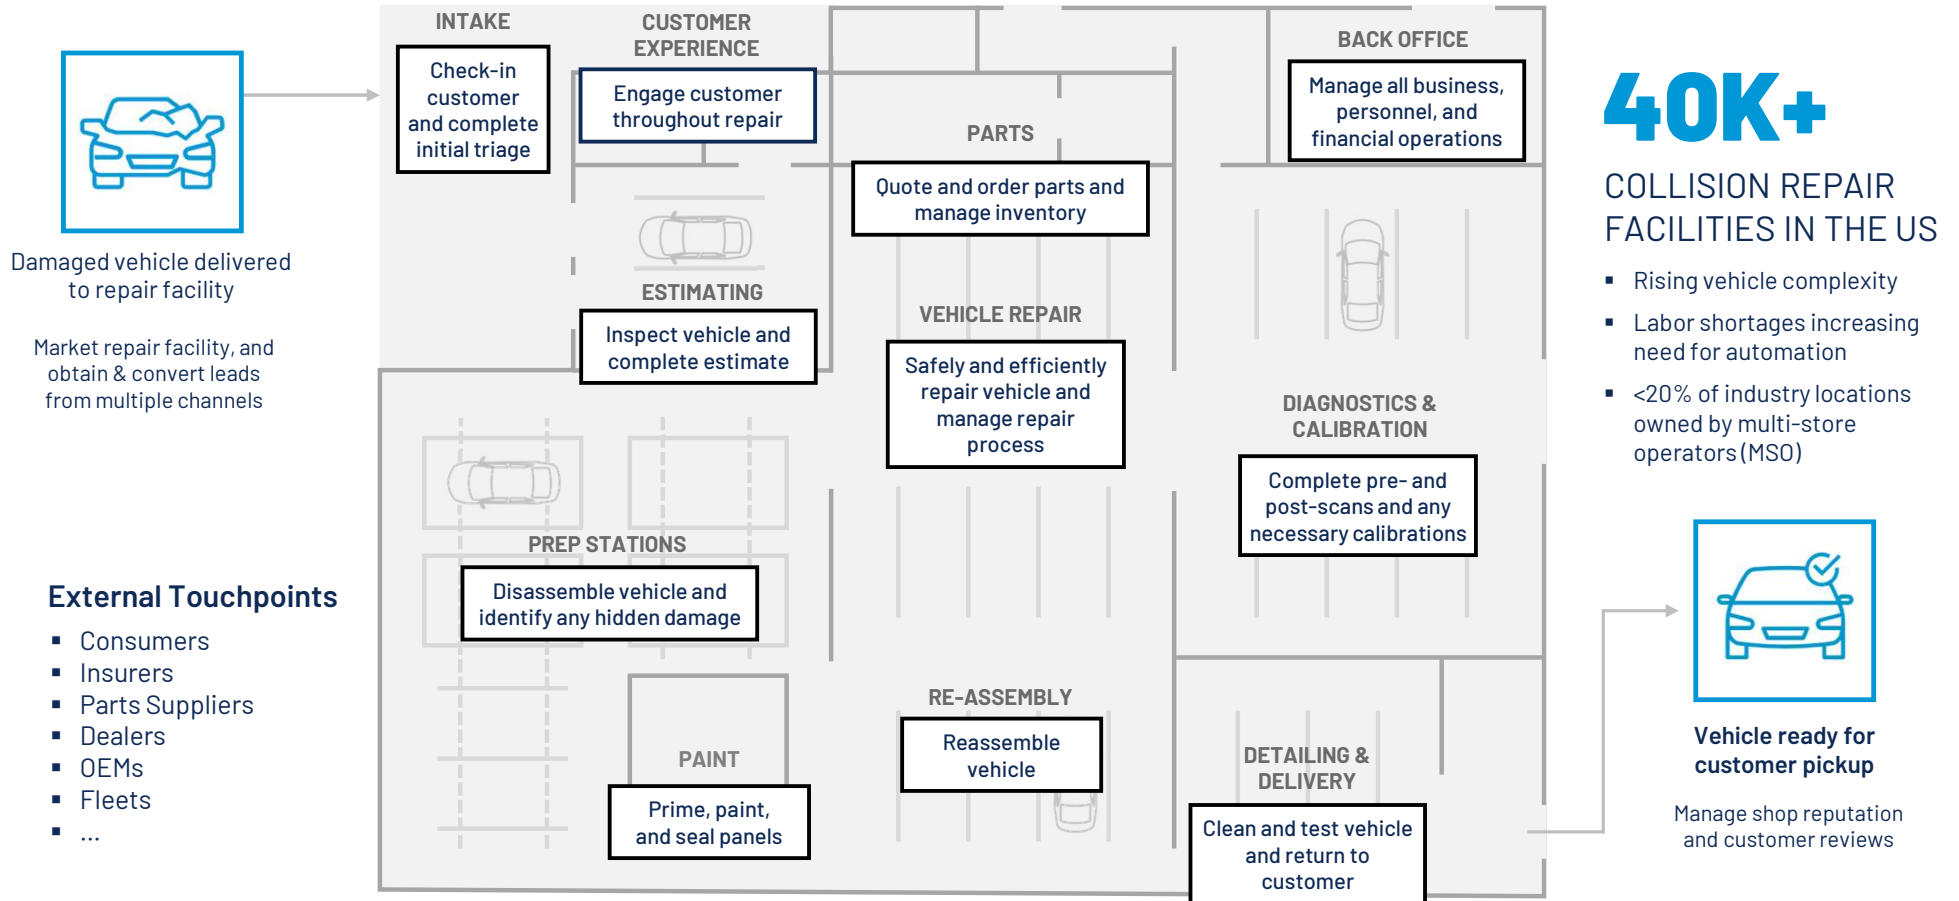 INTAKE
Check-in
customer
and complete
initial triage
CUSTOMER
EXPERIENCE
Engage customer
throughout repair
BACK OFFICE
Manage all business,
personnel, and
financial operations
PARTS
Quote and order parts and
manage inventory
Damaged vehicle delivered
to repair facility
Market repair facility, and
obtain & convert leads
from multiple channels
ESTIMATING
Inspect vehicle and
complete estimate
VEHICLE REPAIR
Safely and efficiently
repair vehicle and
manage repair
process
DIAGNOSTICS &
CALIBRATION
Complete pre- and
post-scans and any
necessary calibrations
40K+
COLLISION REPAIR
FACILITIES IN THE US
▪ Rising vehicle complexity
▪ Labor shortages increasing
need for automation
▪ <20% of industry locations
owned by multi-store
operators (MSO)
PREP STATIONS
Disassemble vehicle and
identify any hidden damage
External Touchpoints
▪ Consumers
▪ Insurers
▪ Parts Suppliers
▪ Dealers
▪ OEMs
▪ Fleets
▪ ...
PAINT
Prime, paint,
and seal panels
RE-ASSEMBLY
Reassemble
vehicle
DETAILING &
DELIVERY
Clean and test vehicle
and return to
customer
Vehicle ready for
customer pickup
Manage shop reputation
and customer reviews